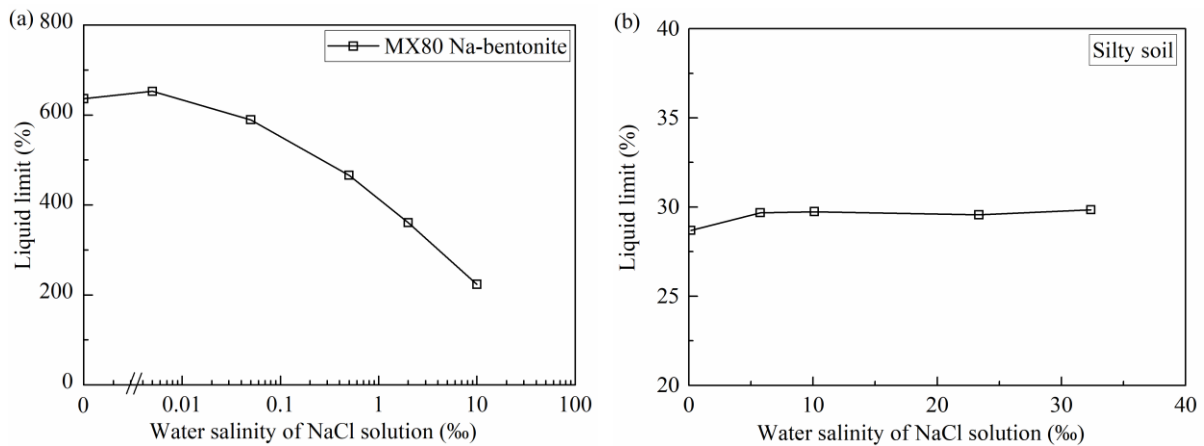 (a)
800
600
400
200
0
Liquid limit (%)
MX80 Na-bentonite
0 0.01 0.1 1 10 100
Water salinity of NaCl solution (‰)
(b)
40
35
30
25
20
Liquid limit (%)
Silty soil
0 10 20 30 40
Water salinity of NaCl solution (‰)